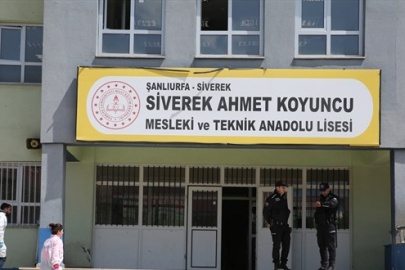 ŞANLIURFA - SİVEREK
SİVEREK AHMET KOYUNCU
MESLEKİ ve TEKNİK ANADOLU LİSESİ